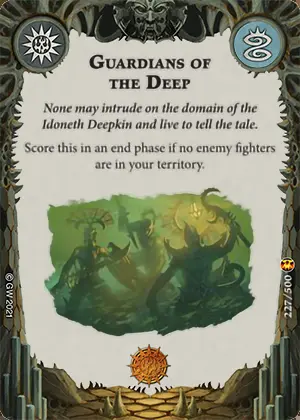 GUARDIANS OF
THE DEEP
None may intrude on the domain of the
Idoneth Deepkin and live to tell the tale.
Score this in an end phase if no enemy fighters
are in your territory.
© GW 2021
227/500